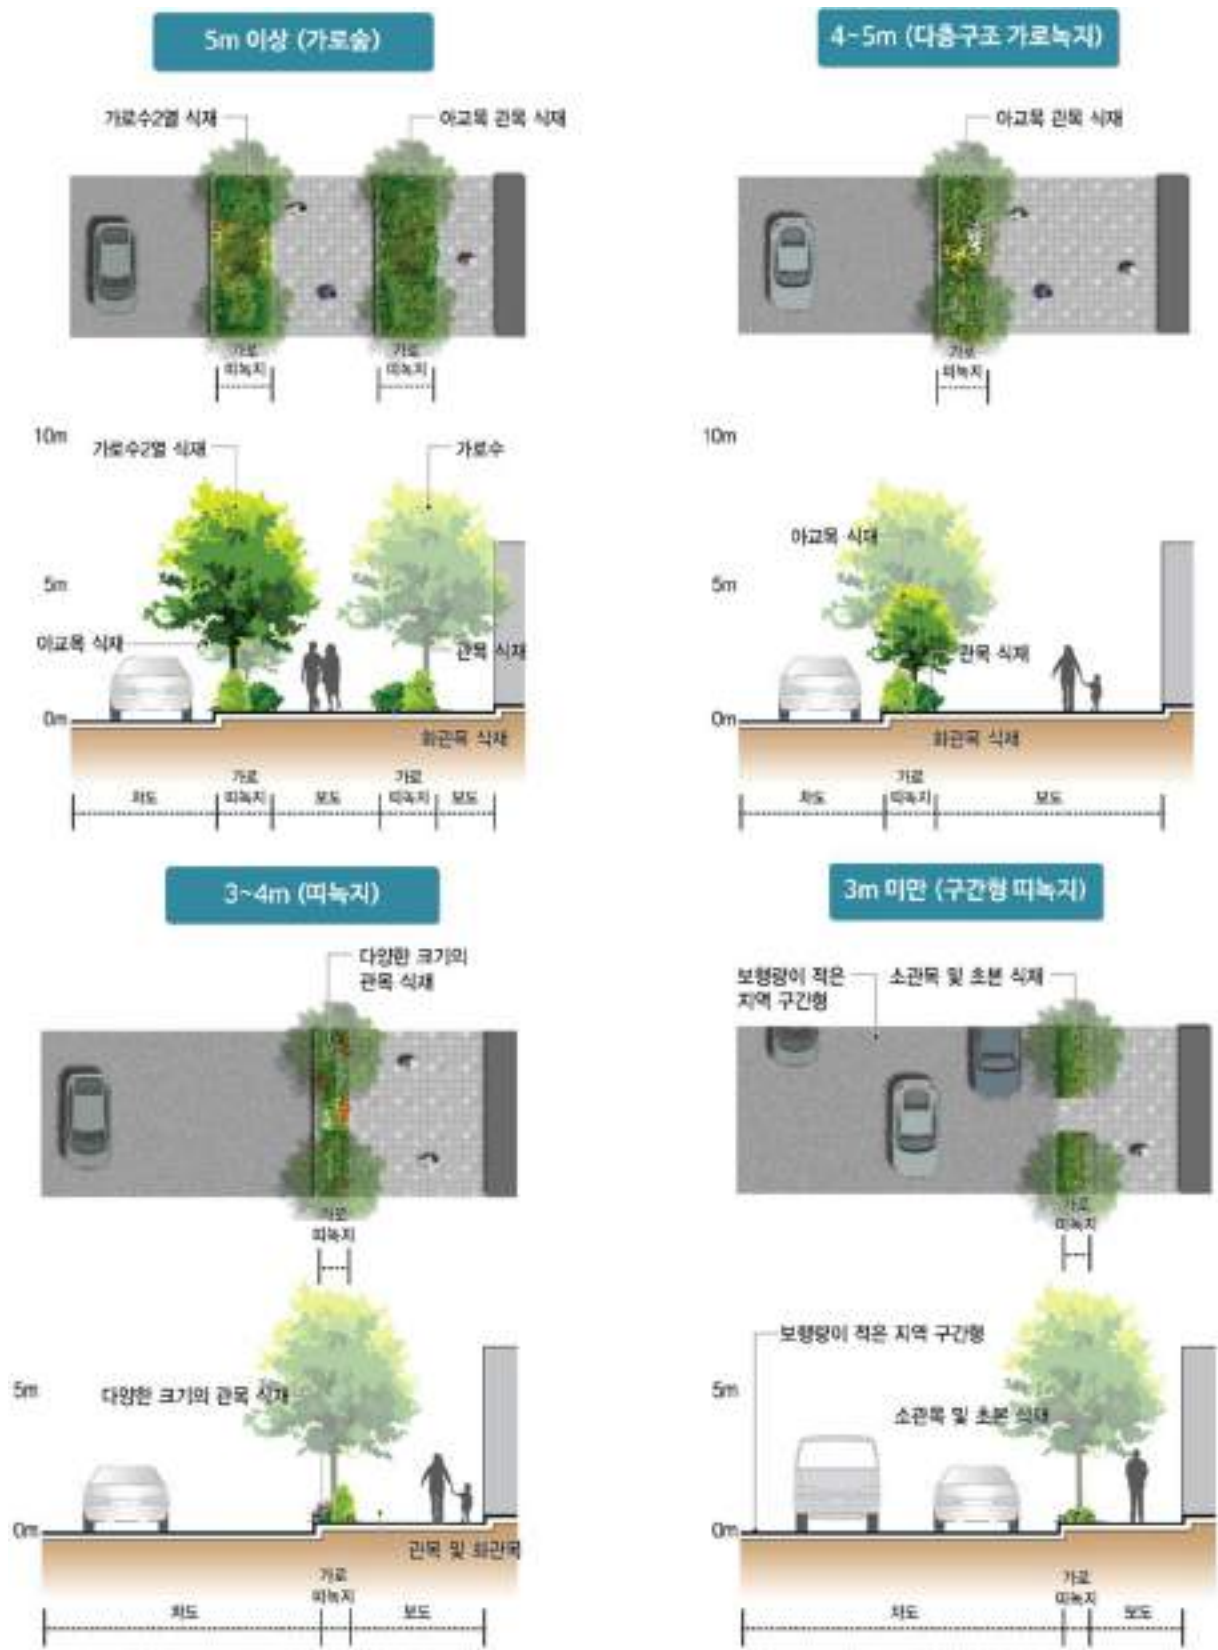 5m 이상 (가로숲)
가로수2열 식재
아교목 관목 식재
가로
띠녹지
가로
띠녹지
10m
가로수2열 식재
가로수
5m
아교목 식재
관목 식재
0m
화관목 식재
차도
가로
띠녹지
보도
가로
띠녹지
보도
4~5m (다층구조 가로녹지)
아교목 관목 식재
가로
띠녹지
10m
아교목 식재
5m
관목 식재
0m
화관목 식재
차도
가로
띠녹지
보도
3~4m (띠녹지)
다양한 크기의
관목 식재
가로
띠녹지
5m
다양한 크기의 관목 식재
0m
관목 및 화관목
가로
띠녹지
차도
보도
3m 미만 (구간형 띠녹지)
보행량이 적은
지역 구간형
소관목 및 초본 식재
가로
띠녹지
보행량이 적은 지역 구간형
5m
소관목 및 초본 식재
0m
가로
띠녹지
차도
보도